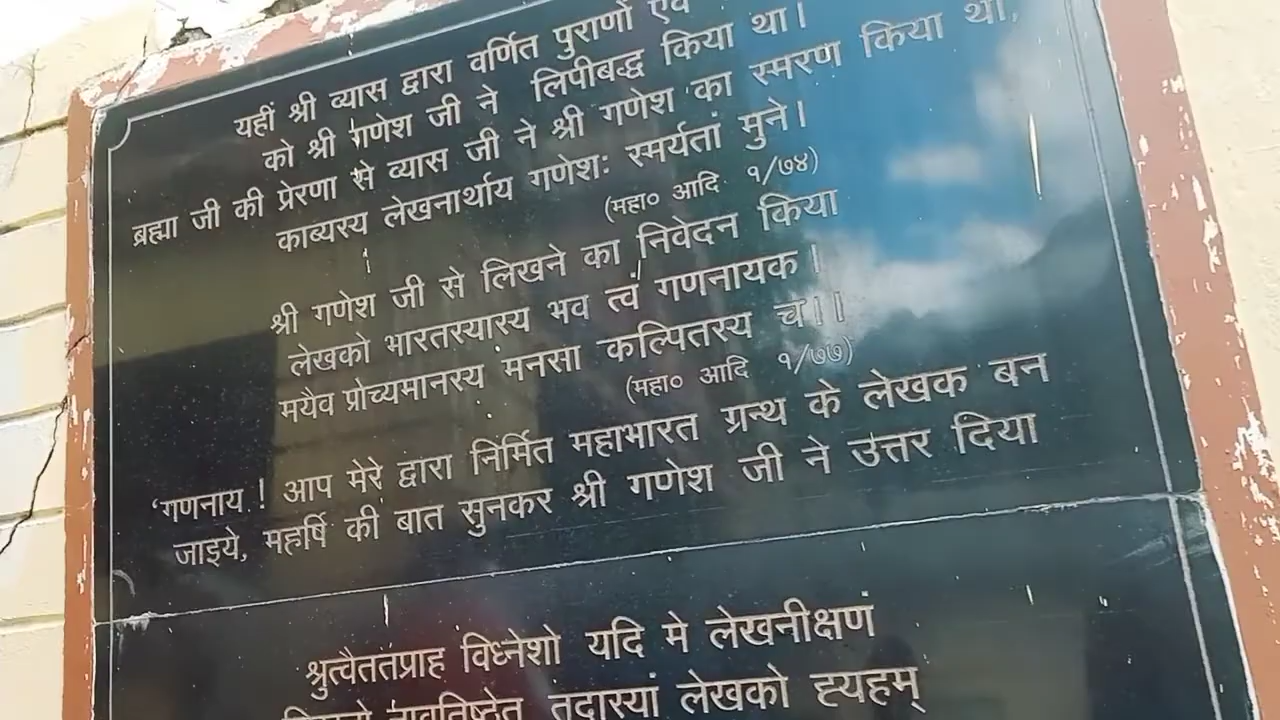 यहीं श्री व्यास द्वारा वर्णित पुराणों एवं
को श्री गणेश जी ने लिपीबद्ध किया था।
ब्रह्मा जी की प्रेरणा से व्यास जी ने श्री गणेश का स्मरण किया था,
काव्यस्य लेखनार्थाय गणेशः स्मर्यतां मुने।
(महा० आदि १/७४)
श्री गणेश जी से लिखने का निवेदन किया
लेखको भारतस्यास्य भव त्वं गणनायक।
मयैव प्रोच्यमानस्य मनसा कल्पितस्य च।।
(महा० आदि १/७७)
‘गणनाय ! आप मेरे द्वारा निर्मित महाभारत ग्रन्थ के लेखक बन
जाइये, महर्षि की बात सुनकर श्री गणेश जी ने उत्तर दिया
श्रुत्वैततप्राह विध्नेशो यदि मे लेखनीक्षणं
तदास्यां लेखको ह्यहम्